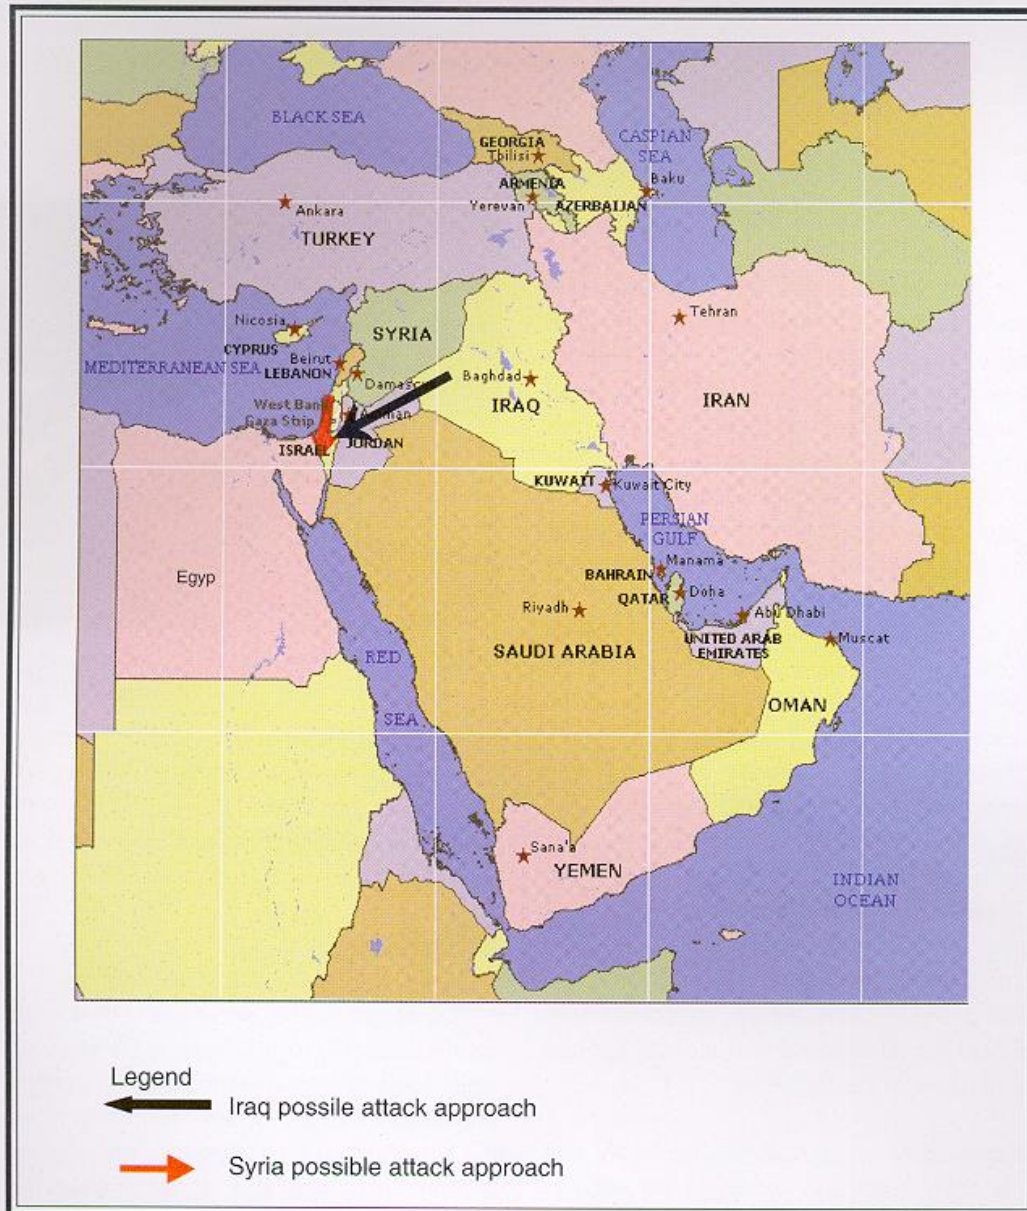 BLACK SEA
CASPIAN
SEA
GEORGIA
Tbilisi
ARMENIA
Yerevan
AZERBAIJAN
Baku
Ankara
TURKEY
Tehran
Nicosia
CYPRUS
SYRIA
MEDITERRANEAN SEA
Beirut
LEBANON
Damasc
Baghdad
IRAQ
IRAN
West Ban
Gaza Strip
ISRAEL
JORDAN
KUWAIT
Kuwait City
PERSIAN
GULF
Manama
BAHRAIN
QATAR
Doha
Abu Dhabi
UNITED ARAB
EMIRATES
Muscat
Egyp
Riyadh
SAUDI ARABIA
RED
SEA
OMAN
Sana'a
YEMEN
INDIAN
OCEAN
Legend
Iraq possile attack approach
Syria possible attack approach